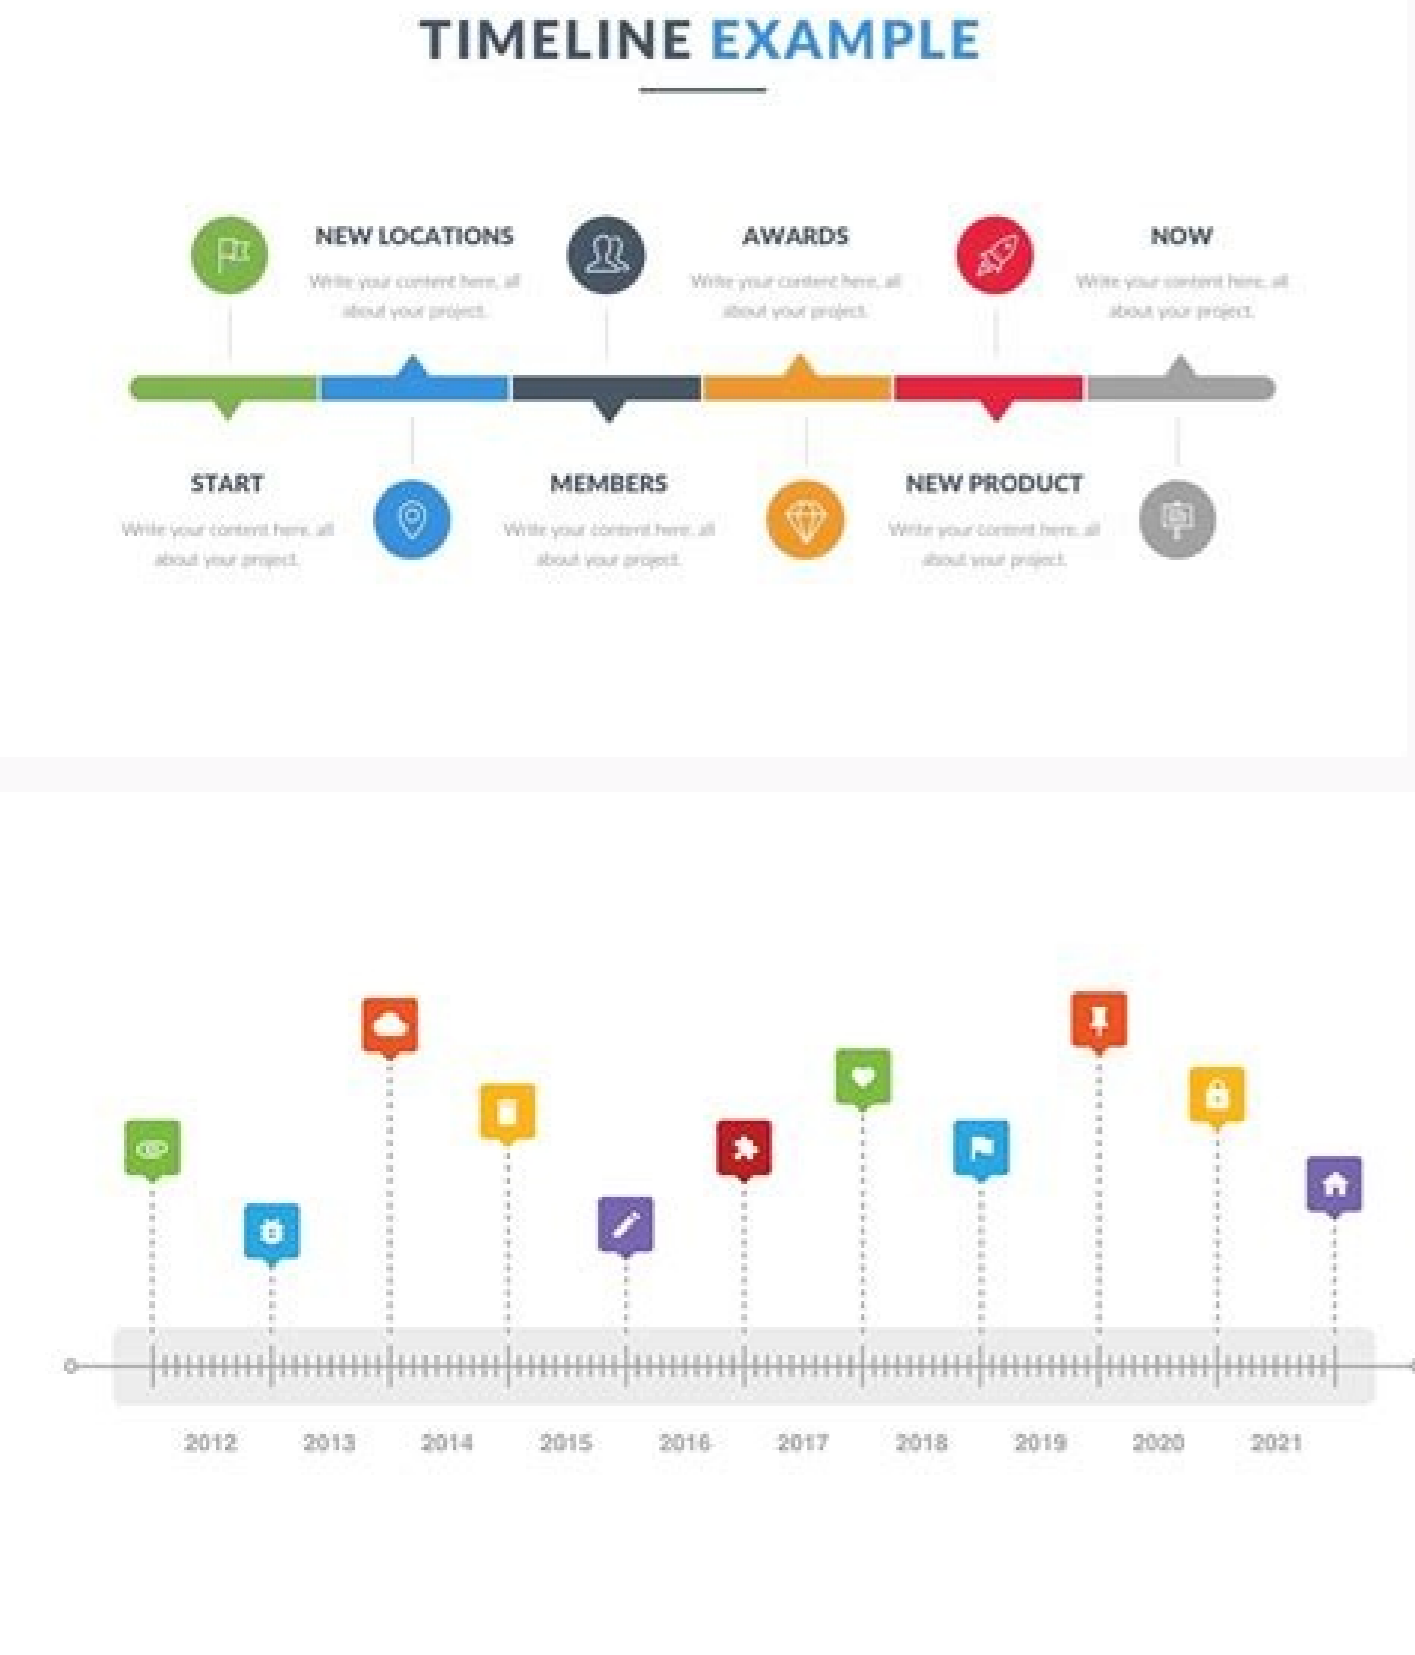 TIMELINE EXAMPLE
NEW LOCATIONS
Write your content here, all
about your project.
AWARDS
Write your content here, all
about your project.
NOW
Write your content here, all
about your project.
START
Write your content here, all
about your project.
MEMBERS
Write your content here, all
about your project.
NEW PRODUCT
Write your content here, all
about your project.
2012 2013 2014 2015 2016 2017 2018 2019 2020 2021